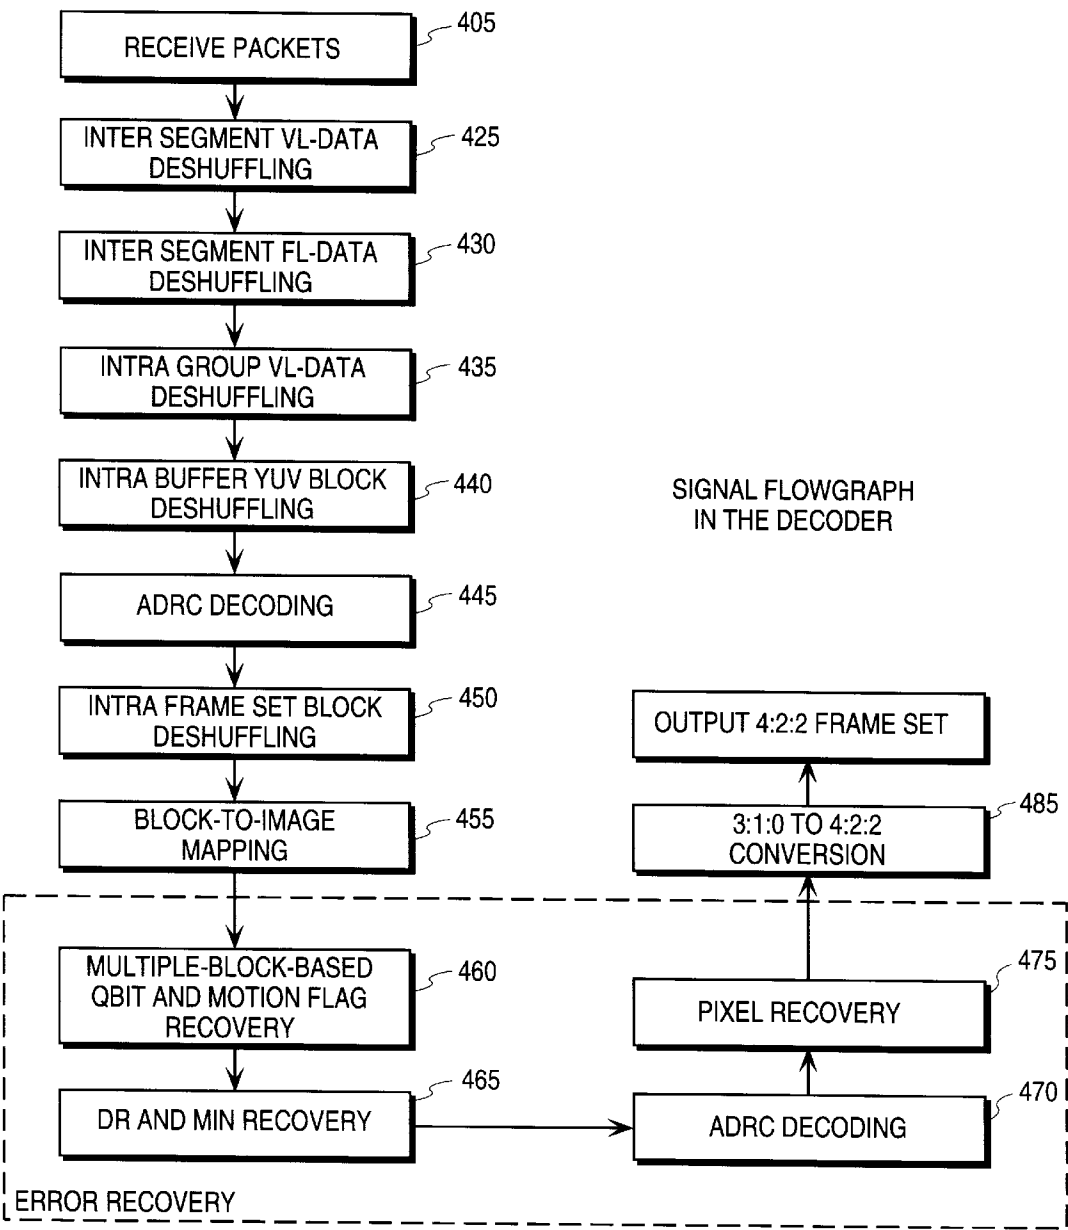 RECEIVE PACKETS
405
INTER SEGMENT VL-DATA
DESHUFFLING
425
INTER SEGMENT FL-DATA
DESHUFFLING
430
INTRA GROUP VL-DATA
DESHUFFLING
435
INTRA BUFFER YUV BLOCK
DESHUFFLING
440
SIGNAL FLOWGRAPH
IN THE DECODER
ADRC DECODING
445
INTRA FRAME SET BLOCK
DESHUFFLING
450
BLOCK-TO-IMAGE
MAPPING
455
MULTIPLE-BLOCK-BASED
QBIT AND MOTION FLAG
RECOVERY
460
DR AND MIN RECOVERY
465
ADRC DECODING
470
PIXEL RECOVERY
475
3:1:0 TO 4:2:2
CONVERSION
485
OUTPUT 4:2:2 FRAME SET
ERROR RECOVERY